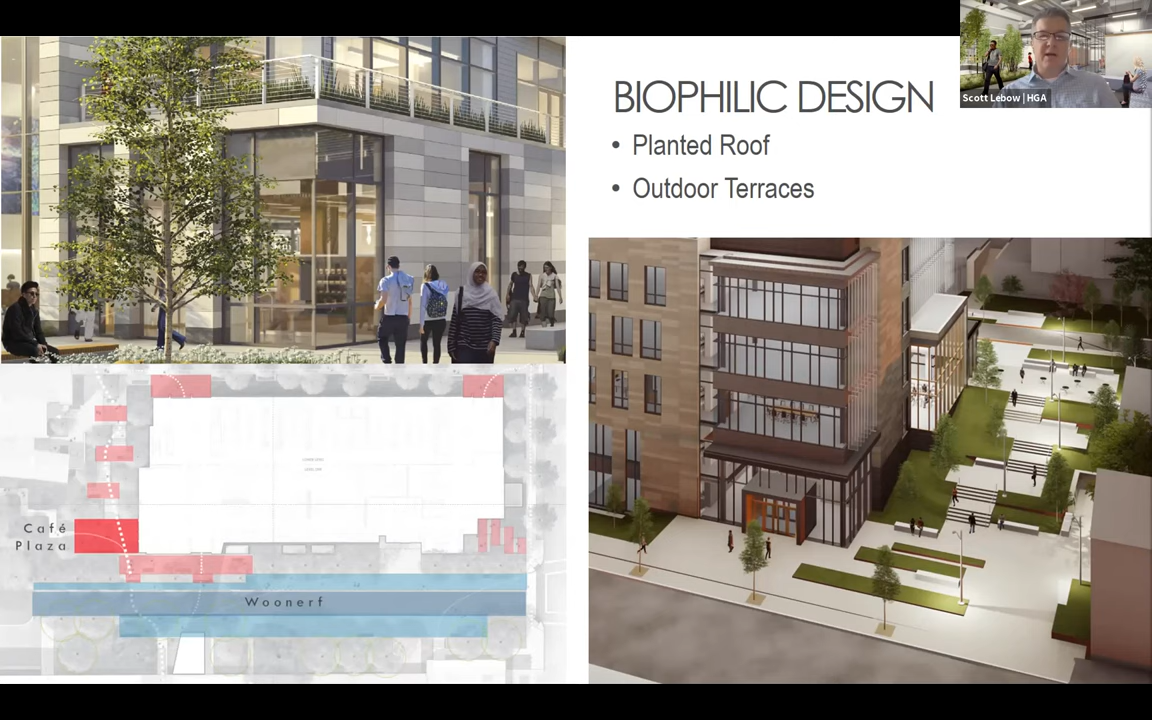 BIOPHILIC DESIGN
• Planted Roof
• Outdoor Terraces
Scott Lebow | HGA
Café
Plaza
Woonerf